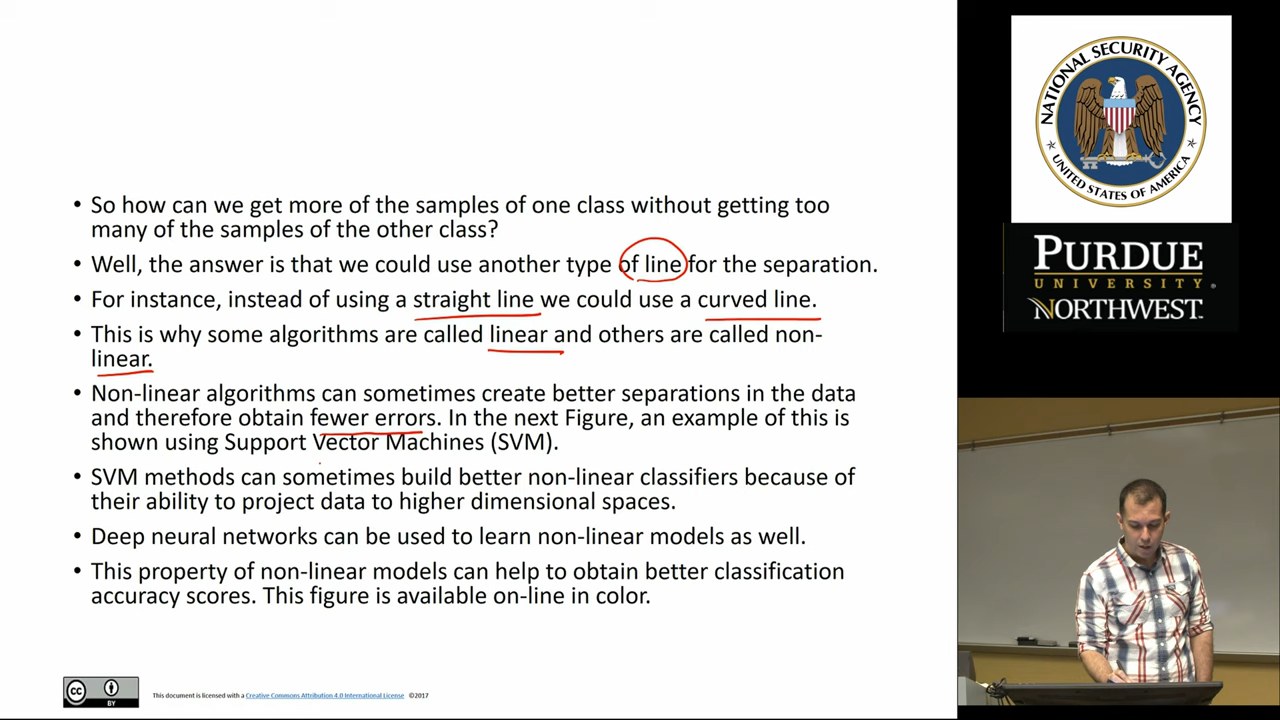 • So how can we get more of the samples of one class without getting too
many of the samples of the other class?
• Well, the answer is that we could use another type of line for the separation.
• For instance, instead of using a straight line we could use a curved line.
• This is why some algorithms are called linear and others are called non-
linear.
• Non-linear algorithms can sometimes create better separations in the data
and therefore obtain fewer errors. In the next Figure, an example of this is
shown using Support Vector Machines (SVM).
• SVM methods can sometimes build better non-linear classifiers because of
their ability to project data to higher dimensional spaces.
• Deep neural networks can be used to learn non-linear models as well.
• This property of non-linear models can help to obtain better classification
accuracy scores. This figure is available on-line in color.
cc BY
This document is licensed with a Creative Commons Attribution 4.0 International License ©2017
NATIONAL SECURITY AGENCY
UNITED STATES OF AMERICA
PURDUE
UNIVERSITY®
NORTHWEST™